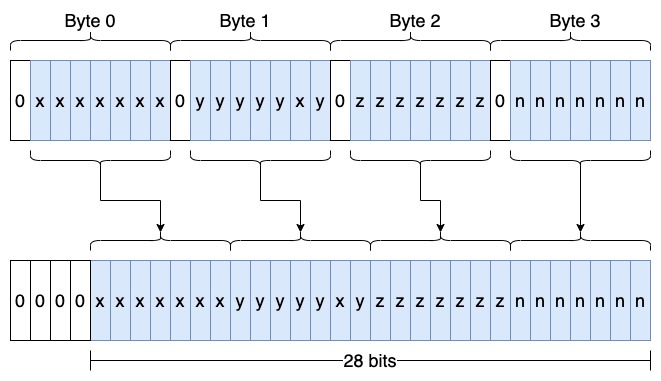 Byte 0 Byte 1 Byte 2 Byte 3
0 x x x x x x x 0 y y y y y x y 0 z z z z z z z 0 n n n n n n n
0 0 0 0 x x x x x x x y y y y y x y z z z z z z z n n n n n n n
28 bits